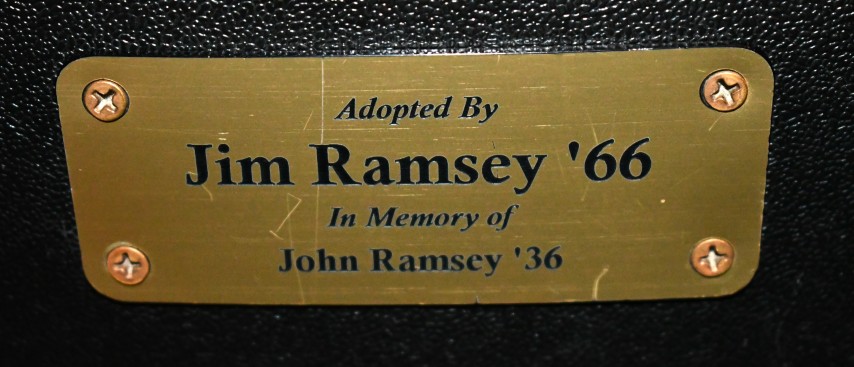 Adopted By
Jim Ramsey '66
In Memory of
John Ramsey '36